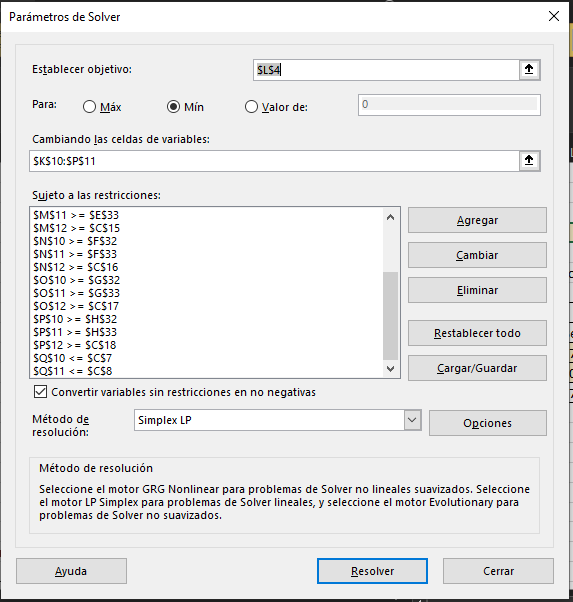 Parámetros de Solver
Establecer objetivo:
$L$4
Para:
Máx
Mín
Valor de:
0
Cambiando las celdas de variables:
$K$10:$P$11
Sujeto a las restricciones:
$M$11 >= $E$33
$M$12 >= $C$15
$N$10 >= $F$32
$N$11 >= $F$33
$N$12 >= $C$16
$O$10 >= $G$32
$O$11 >= $G$33
$O$12 >= $C$17
$P$10 >= $H$32
$P$11 >= $H$33
$P$12 >= $C$18
$Q$10 <= $C$7
$Q$11 <= $C$8
Agregar
Cambiar
Eliminar
Restablecer todo
Cargar/Guardar
Convertir variables sin restricciones en no negativas
Método de
resolución:
Simplex LP
Opciones
Método de resolución
Seleccione el motor GRG Nonlinear para problemas de Solver no lineales suavizados. Seleccione
el motor LP Simplex para problemas de Solver lineales, y seleccione el motor Evolutionary para
problemas de Solver no suavizados.
Ayuda
Resolver
Cerrar